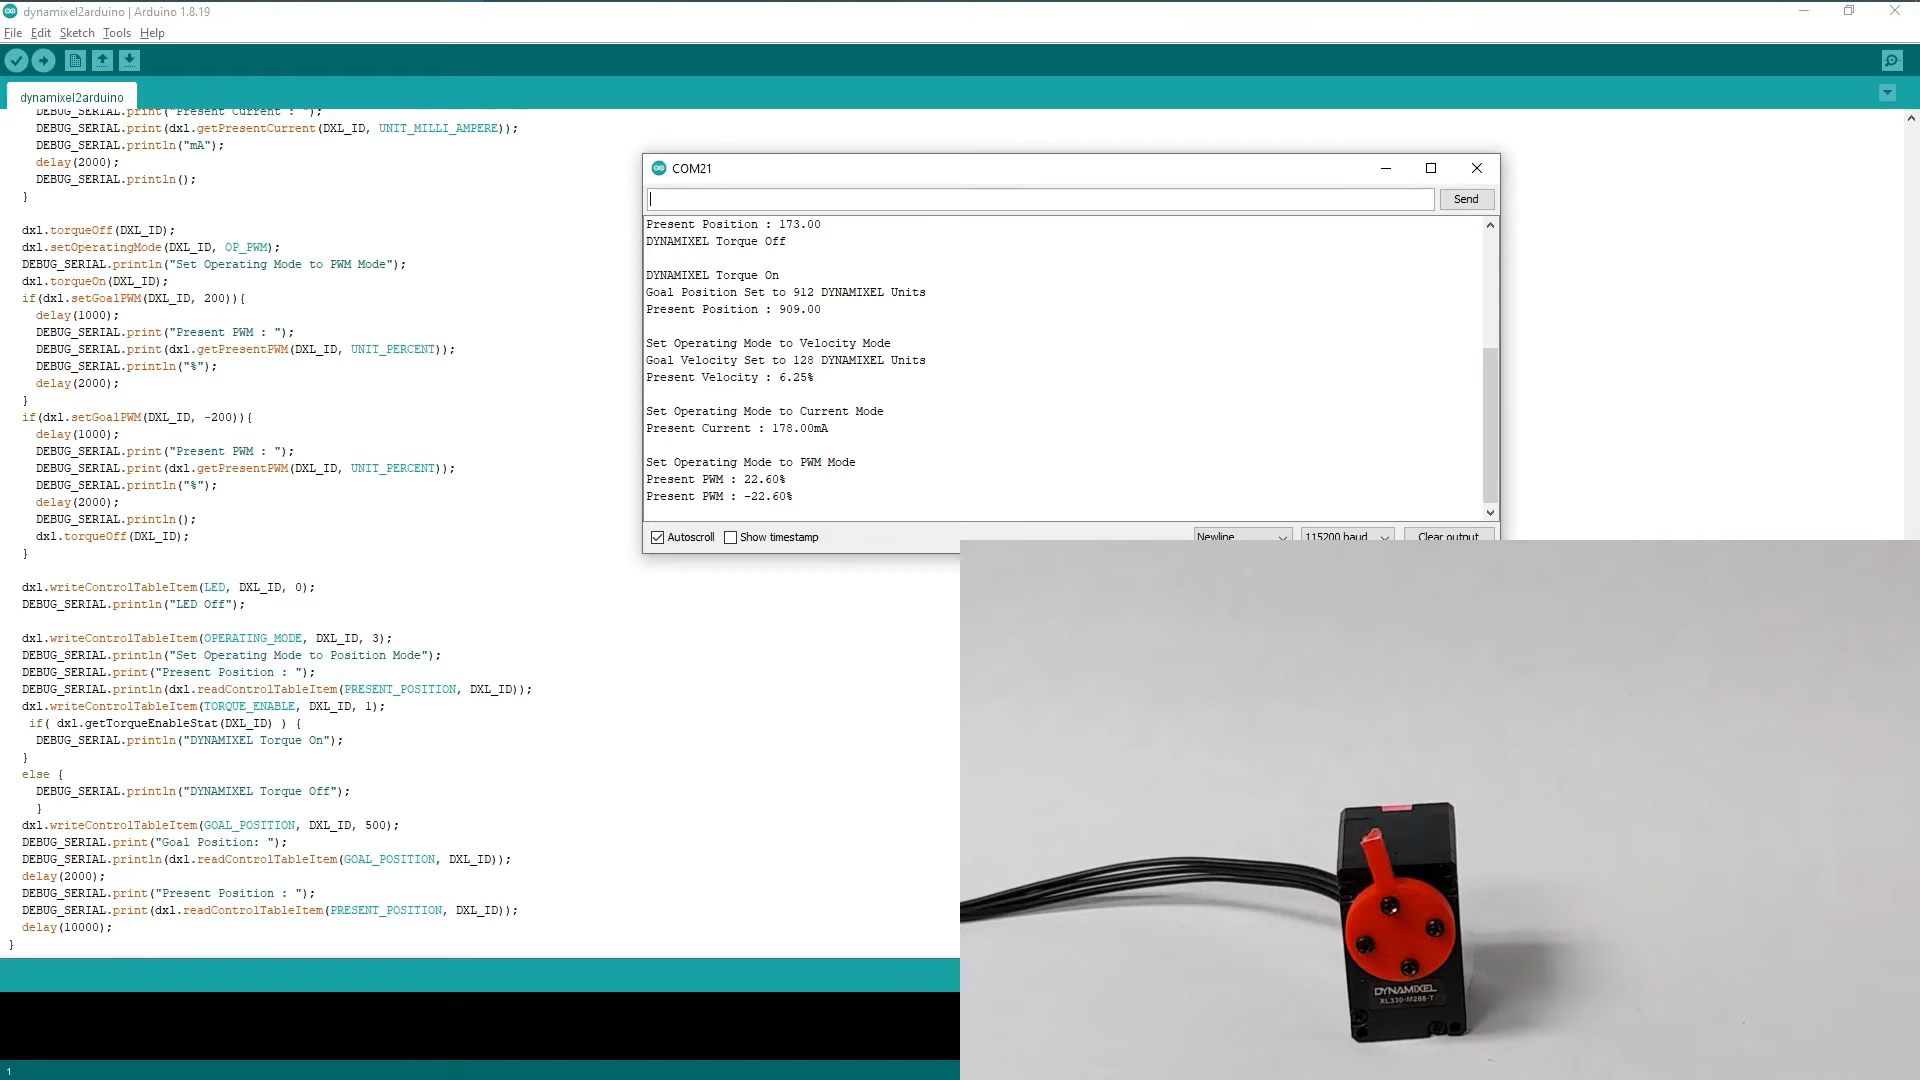 dynamixel2arduino | Arduino 1.8.19
File Edit Sketch Tools Help
dynamixel2arduino
DEBUG_SERIAL.print("Present Current : ");
DEBUG_SERIAL.print(dxl.getPresentCurrent(DXL_ID, UNIT_MILLI_AMPERE));
DEBUG_SERIAL.println("mA");
delay(2000);
DEBUG_SERIAL.println();
}
dxl.torqueOff(DXL_ID);
dxl.setOperatingMode(DXL_ID, OP_PWM);
DEBUG_SERIAL.println("Set Operating Mode to PWM Mode");
dxl.torqueOn(DXL_ID);
if(dxl.setGoalPWM(DXL_ID, 200)){
delay(1000);
DEBUG_SERIAL.print("Present PWM : ");
DEBUG_SERIAL.print(dxl.getPresentPWM(DXL_ID, UNIT_PERCENT));
DEBUG_SERIAL.println("%");
delay(2000);
}
if(dxl.setGoalPWM(DXL_ID, -200)){
delay(1000);
DEBUG_SERIAL.print("Present PWM : ");
DEBUG_SERIAL.print(dxl.getPresentPWM(DXL_ID, UNIT_PERCENT));
DEBUG_SERIAL.println("%");
delay(2000);
DEBUG_SERIAL.println();
dxl.torqueOff(DXL_ID);
}
dxl.writeControlTableItem(LED, DXL_ID, 0);
DEBUG_SERIAL.println("LED Off");
dxl.writeControlTableItem(OPERATING_MODE, DXL_ID, 3);
DEBUG_SERIAL.println("Set Operating Mode to Position Mode");
DEBUG_SERIAL.print("Present Position : ");
DEBUG_SERIAL.println(dxl.readControlTableItem(PRESENT_POSITION, DXL_ID));
dxl.writeControlTableItem(TORQUE_ENABLE, DXL_ID, 1);
if( dxl.getTorqueEnableStat(DXL_ID) ) {
DEBUG_SERIAL.println("DYNAMIXEL Torque On");
}
else {
DEBUG_SERIAL.println("DYNAMIXEL Torque Off");
}
dxl.writeControlTableItem(GOAL_POSITION, DXL_ID, 500);
DEBUG_SERIAL.print("Goal Position: ");
DEBUG_SERIAL.println(dxl.readControlTableItem(GOAL_POSITION, DXL_ID));
delay(2000);
DEBUG_SERIAL.print("Present Position : ");
DEBUG_SERIAL.print(dxl.readControlTableItem(PRESENT_POSITION, DXL_ID));
delay(10000);
}
1
COM21
Send
Present Position : 173.00
DYNAMIXEL Torque Off
DYNAMIXEL Torque On
Goal Position Set to 912 DYNAMIXEL Units
Present Position : 909.00
Set Operating Mode to Velocity Mode
Goal Velocity Set to 128 DYNAMIXEL Units
Present Velocity : 6.25%
Set Operating Mode to Current Mode
Present Current : 178.00mA
Set Operating Mode to PWM Mode
Present PWM : 22.60%
Present PWM : -22.60%
Autoscroll Show timestamp Newline 115200 baud Clear output
DYNAMIXEL
XL330-M288-T